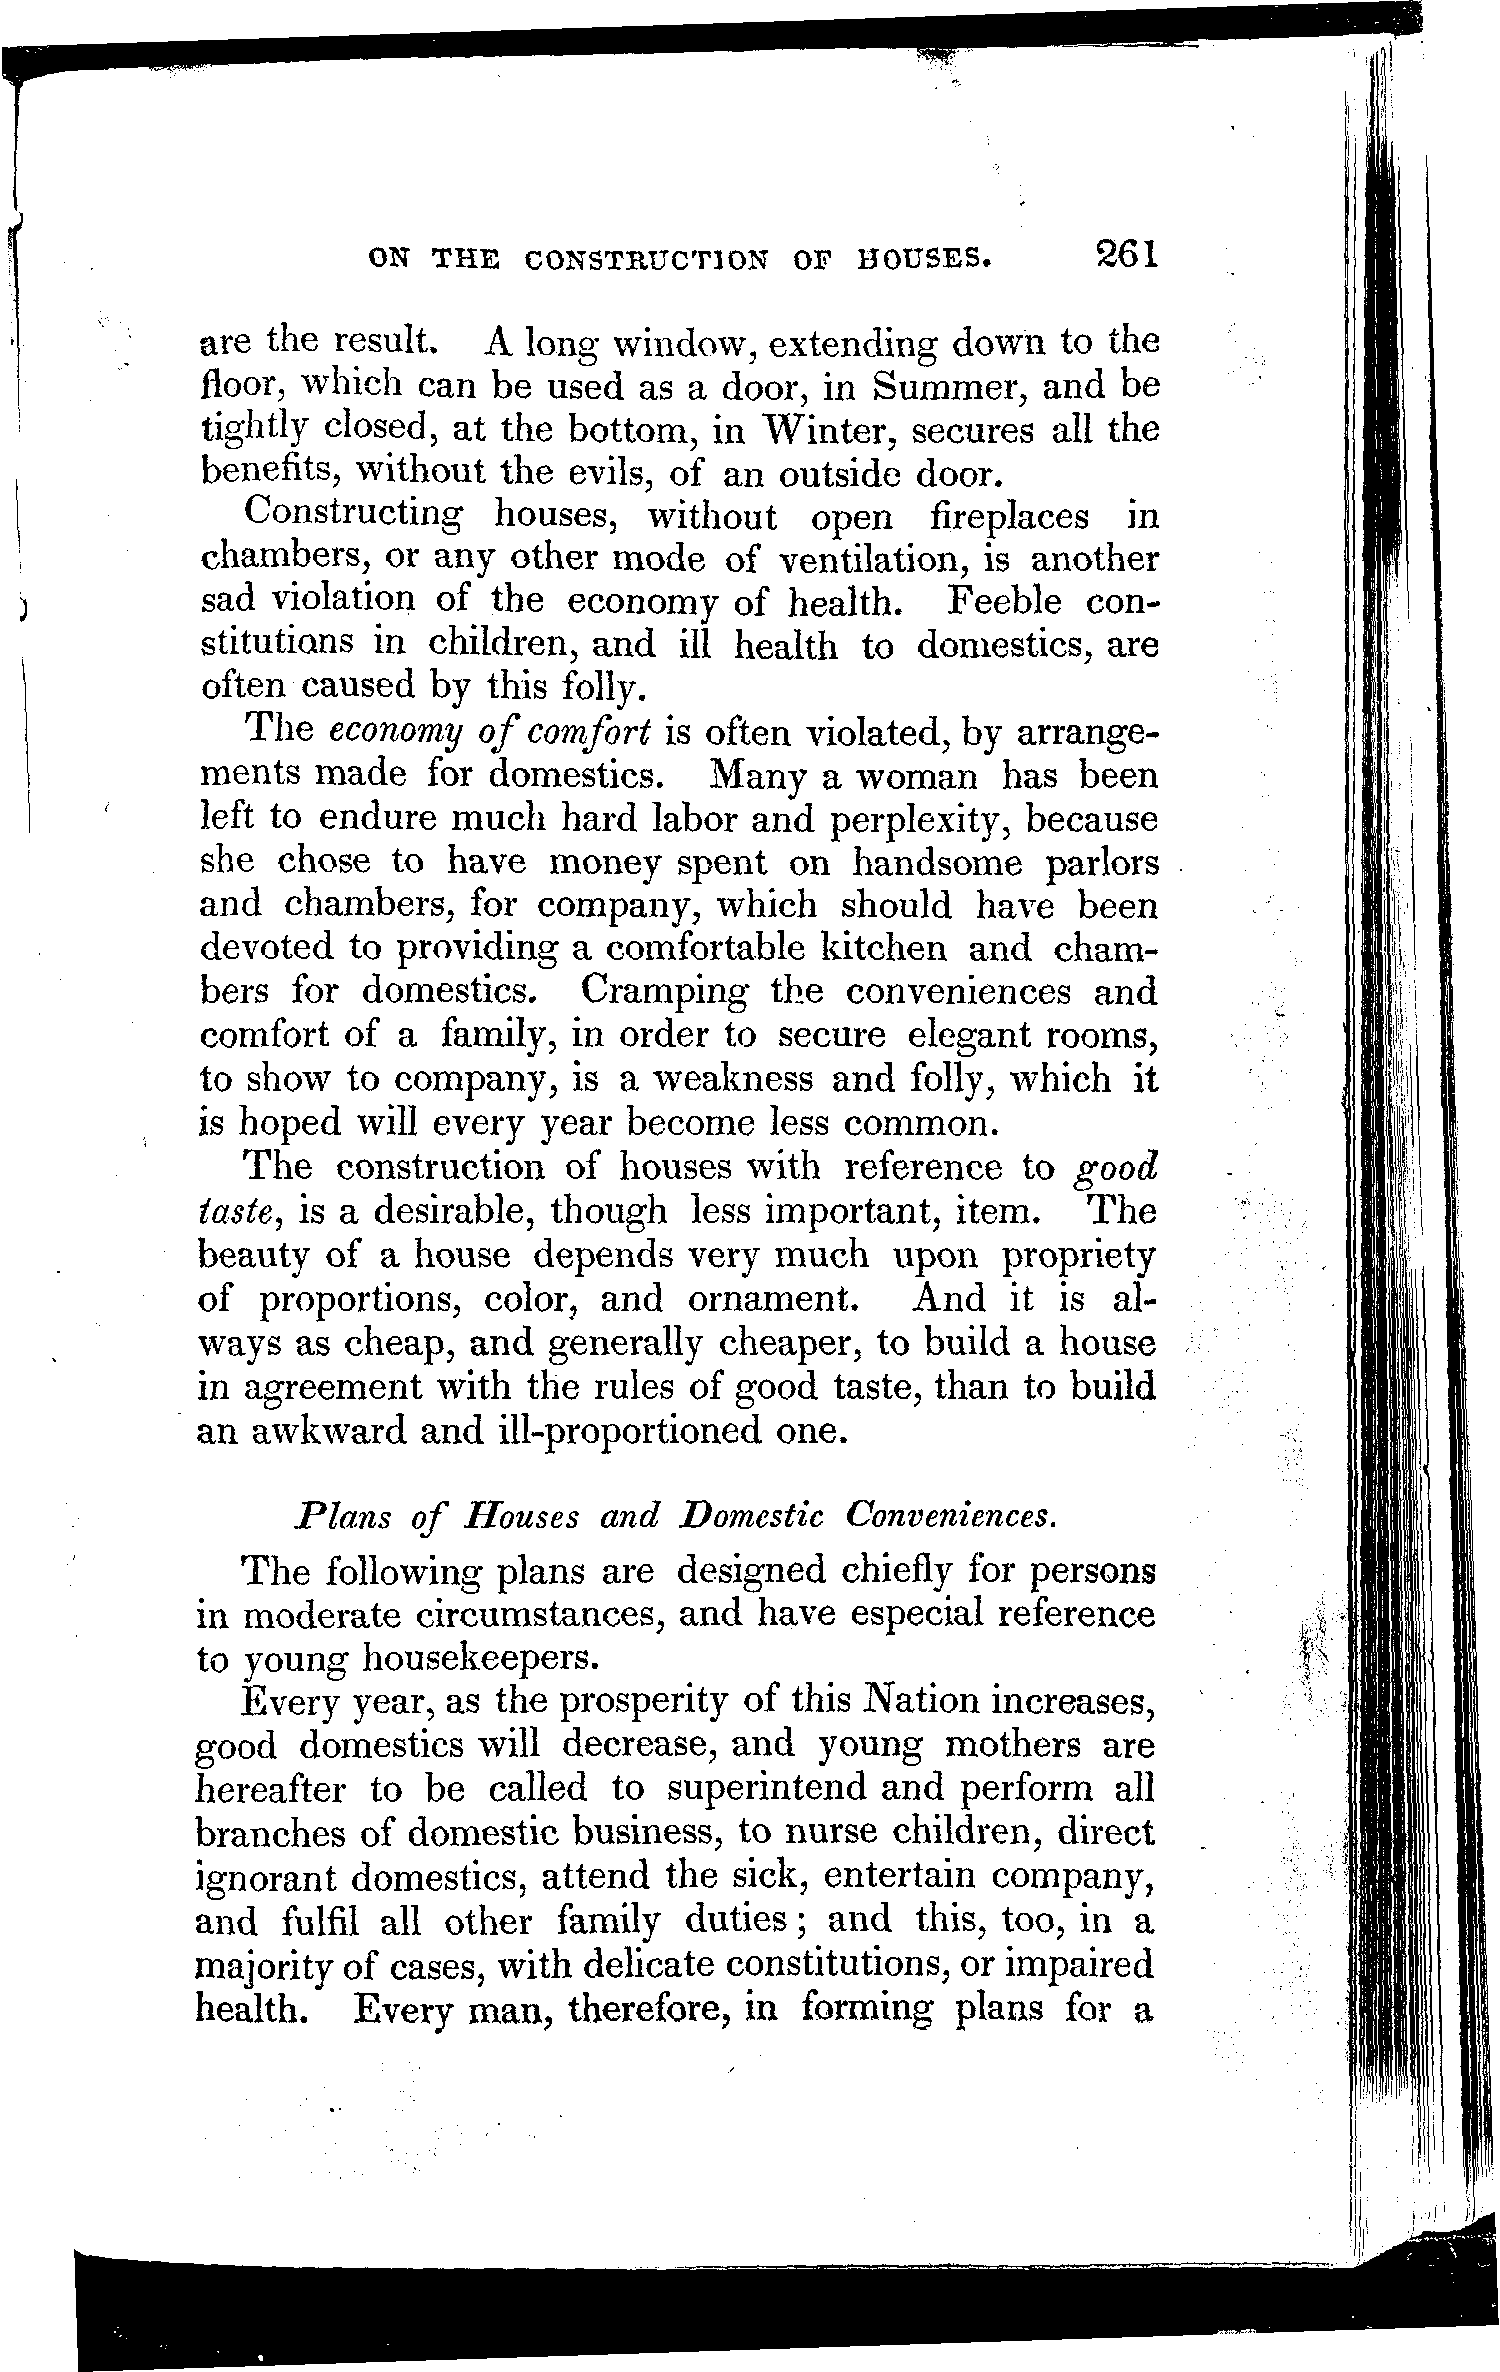 ON THE CONSTRUCTION OF HOUSES. 261
are the result. A long window, extending down to the
floor, which can be used as a door, in Summer, and be
tightly closed, at the bottom, in Winter, secures all the
benefits, without the evils, of an outside door.
Constructing houses, without open fireplaces in
chambers, or any other mode of ventilation, is another
sad violation of the economy of health. Feeble con-
stitutions in children, and ill health to domestics, are
often caused by this folly.
The economy of comfort is often violated, by arrange-
ments made for domestics. Many a woman has been
left to endure much hard labor and perplexity, because
she chose to have money spent on handsome parlors
and chambers, for company, which should have been
devoted to providing a comfortable kitchen and cham-
bers for domestics. Cramping the conveniences and
comfort of a family, in order to secure elegant rooms,
to show to company, is a weakness and folly, which it
is hoped will every year become less common.
The construction of houses with reference to good
taste, is a desirable, though less important, item. The
beauty of a house depends very much upon propriety
of proportions, color, and ornament. And it is al-
ways as cheap, and generally cheaper, to build a house
in agreement with the rules of good taste, than to build
an awkward and ill-proportioned one.
Plans of Houses and Domestic Conveniences.
The following plans are designed chiefly for persons
in moderate circumstances, and have especial reference
to young housekeepers.
Every year, as the prosperity of this Nation increases,
good domestics will decrease, and young mothers are
hereafter to be called to superintend and perform all
branches of domestic business, to nurse children, direct
ignorant domestics, attend the sick, entertain company,
and fulfil all other family duties; and this, too, in a
majority of cases, with delicate constitutions, or impaired
health. Every man, therefore, in forming plans for a